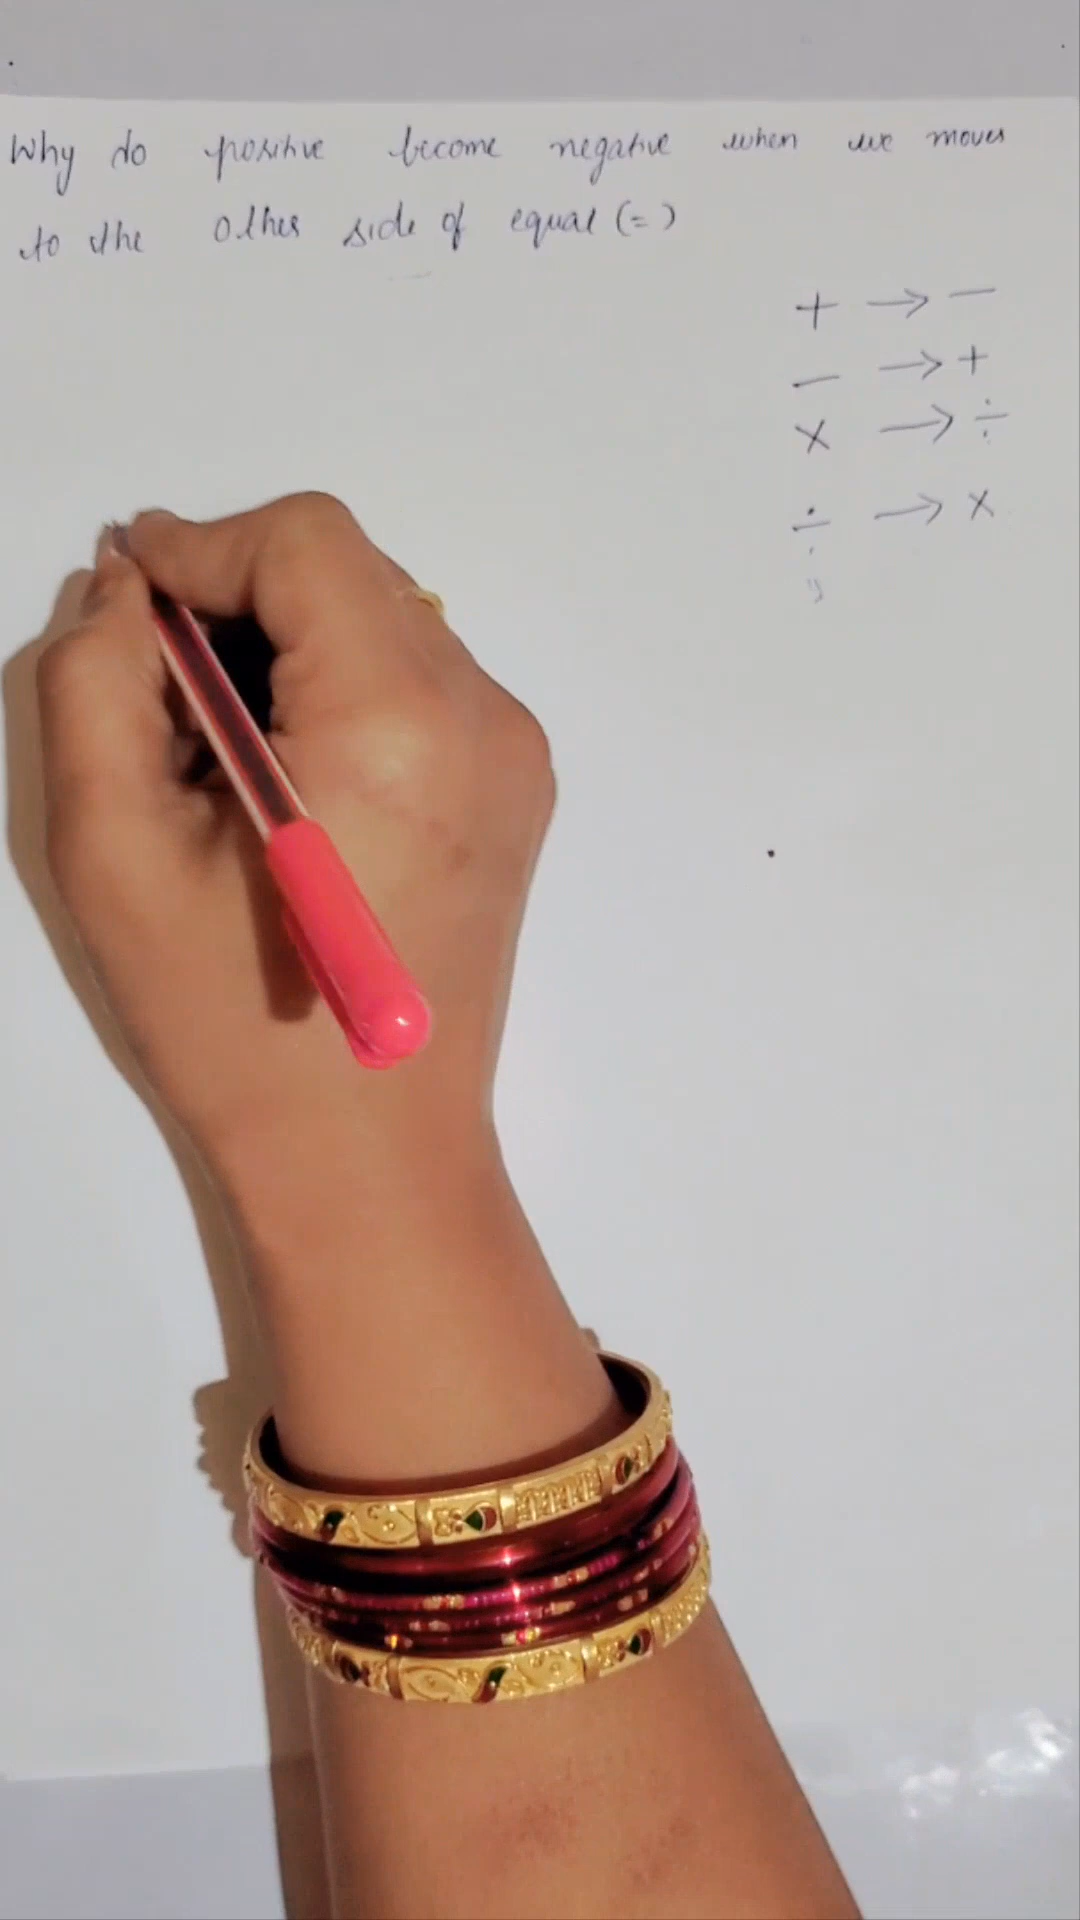 Why do positive become negative when we moves
to the other side of equal (=)
+ → −
− → +
× → ÷
÷ → ×